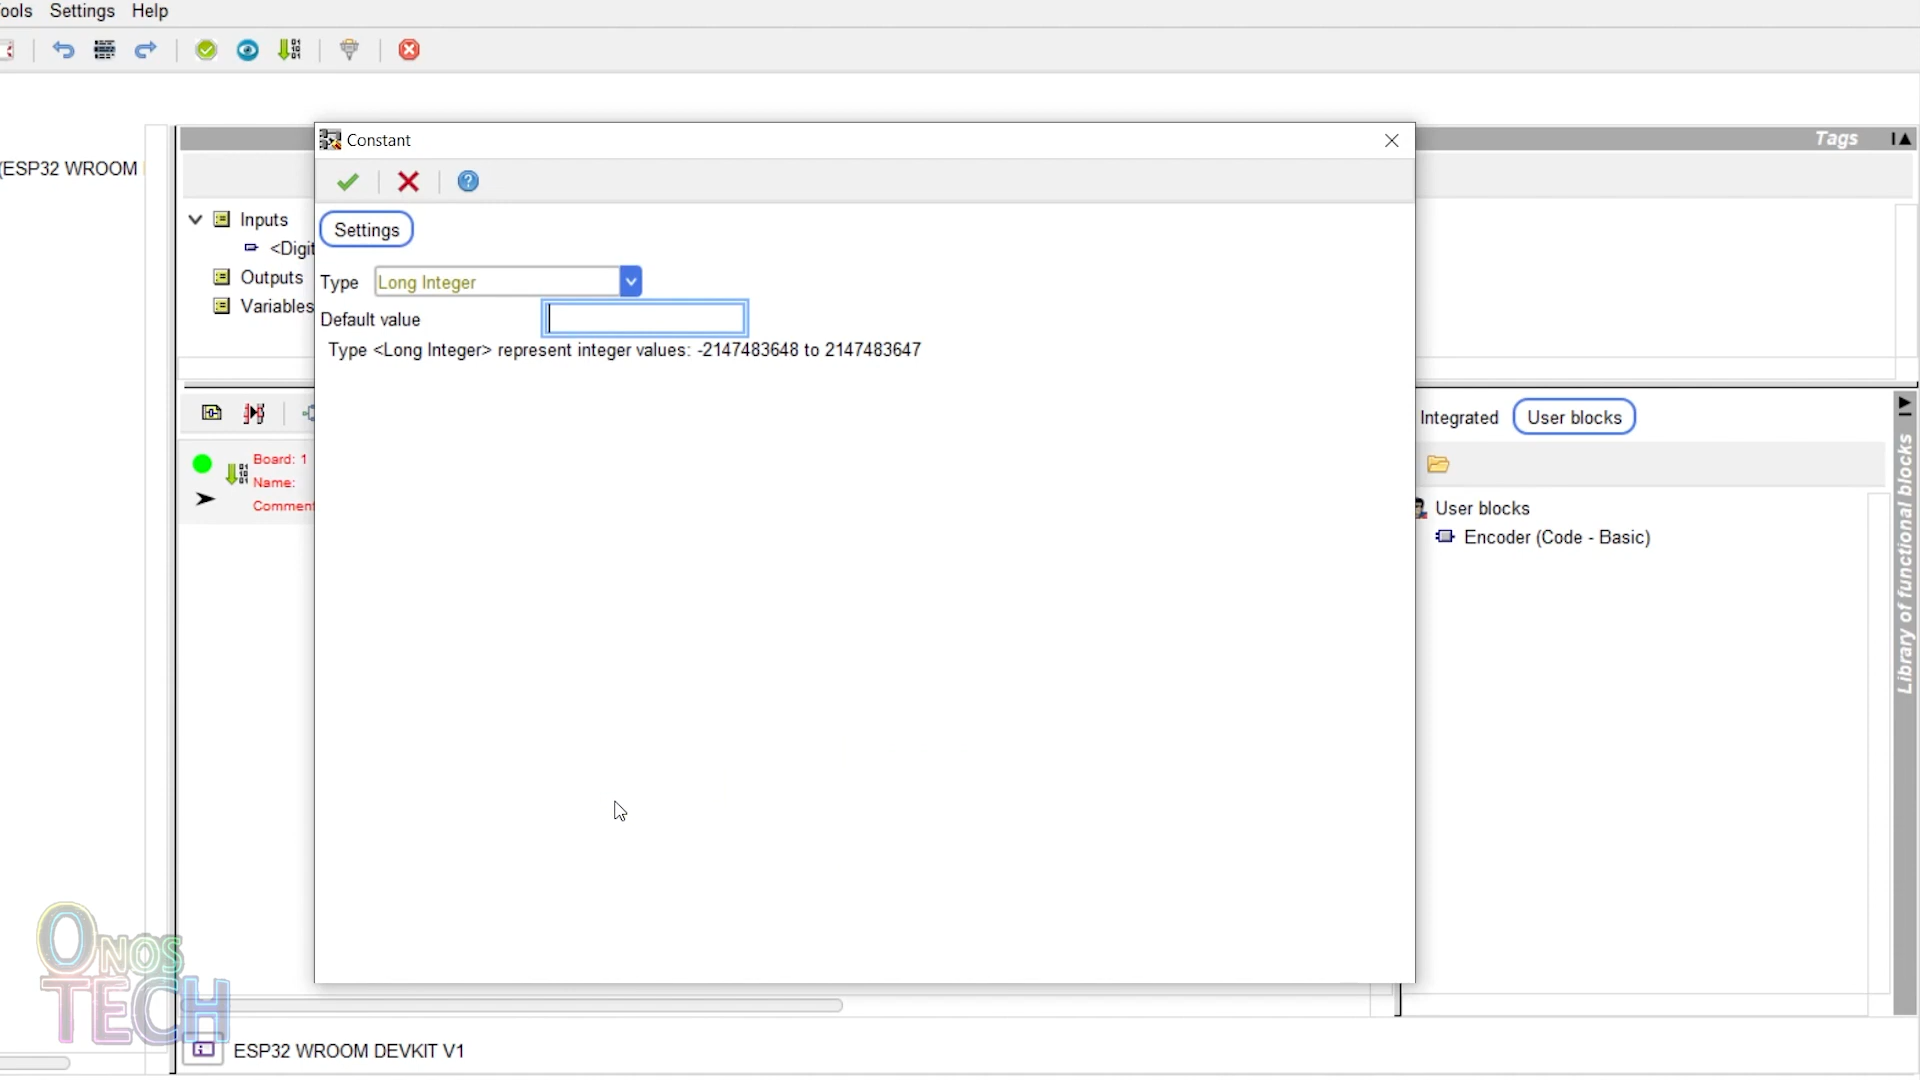 ools Settings Help
Constant
Tags
(ESP32 WROOM
Settings
Inputs
<Digit
Outputs
Variables
Type Long Integer
Default value
Type <Long Integer> represent integer values: -2147483648 to 2147483647
Integrated User blocks
Board: 1
Name:
Comment
User blocks
Encoder (Code - Basic)
Library of functional blocks
ONOS
TECH
ESP32 WROOM DEVKIT V1